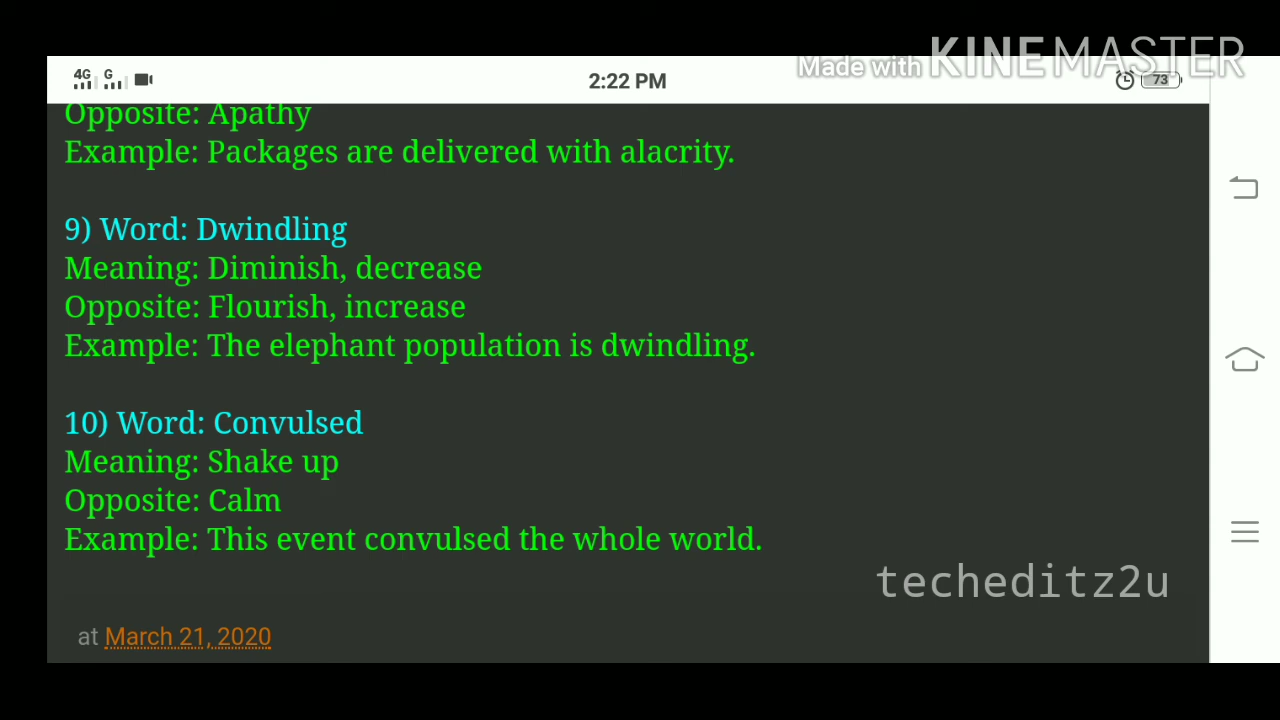 Made with KINEMASTER
4G G 2:22 PM 73
Opposite: Apathy
Example: Packages are delivered with alacrity.
9) Word: Dwindling
Meaning: Diminish, decrease
Opposite: Flourish, increase
Example: The elephant population is dwindling.
10) Word: Convulsed
Meaning: Shake up
Opposite: Calm
Example: This event convulsed the whole world.
techeditz2u
at March 21, 2020